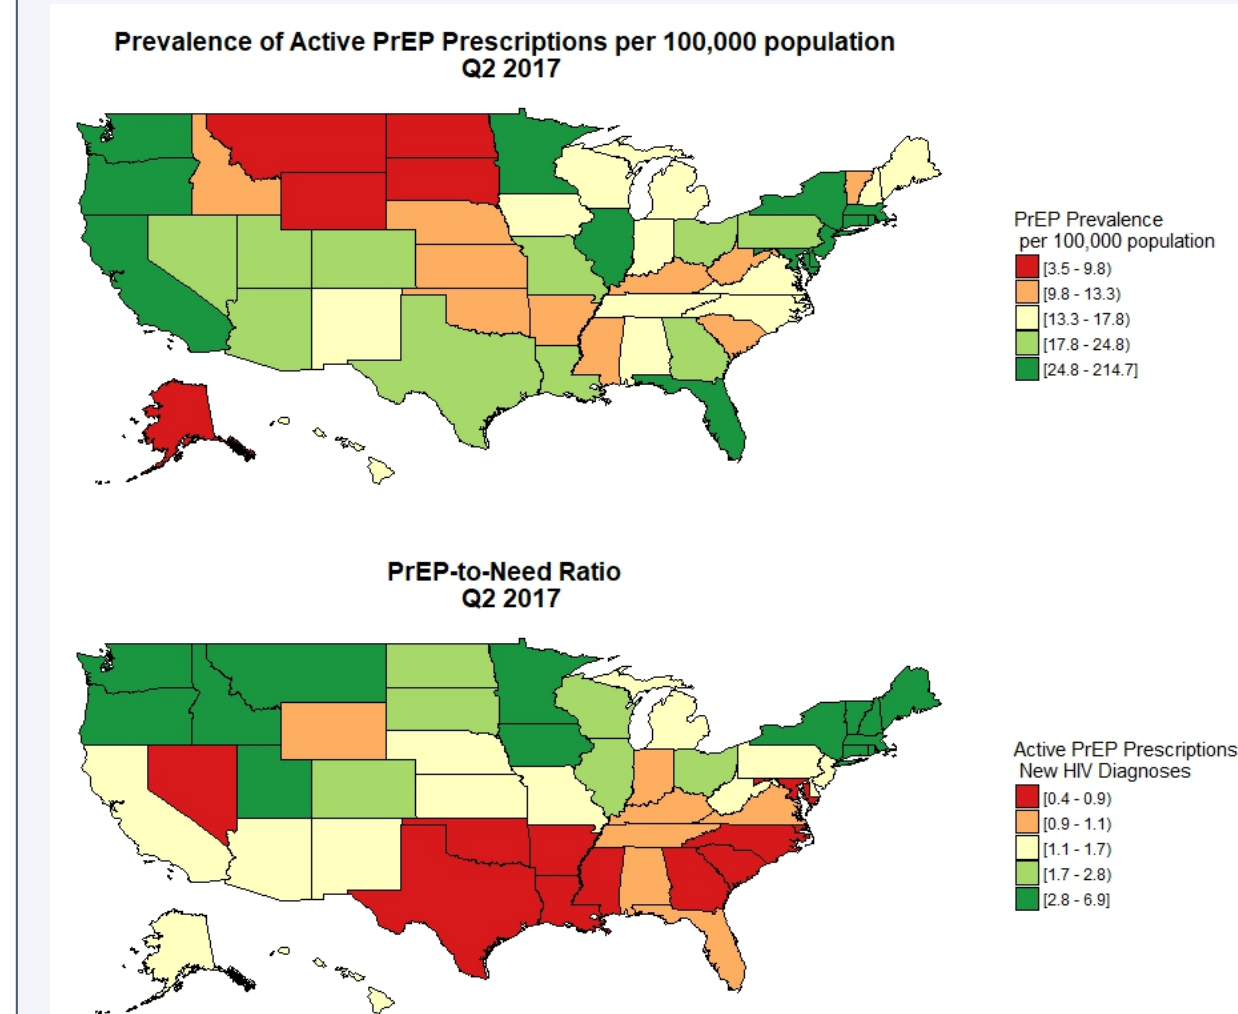 Prevalence of Active PrEP Prescriptions per 100,000 population
Q2 2017
PrEP Prevalence
per 100,000 population
[3.5 - 9.8)
[9.8 - 13.3)
[13.3 - 17.8)
[17.8 - 24.8)
[24.8 - 214.7]
PrEP-to-Need Ratio
Q2 2017
Active PrEP Prescriptions
New HIV Diagnoses
[0.4 - 0.9)
[0.9 - 1.1)
[1.1 - 1.7)
[1.7 - 2.8)
[2.8 - 6.9]